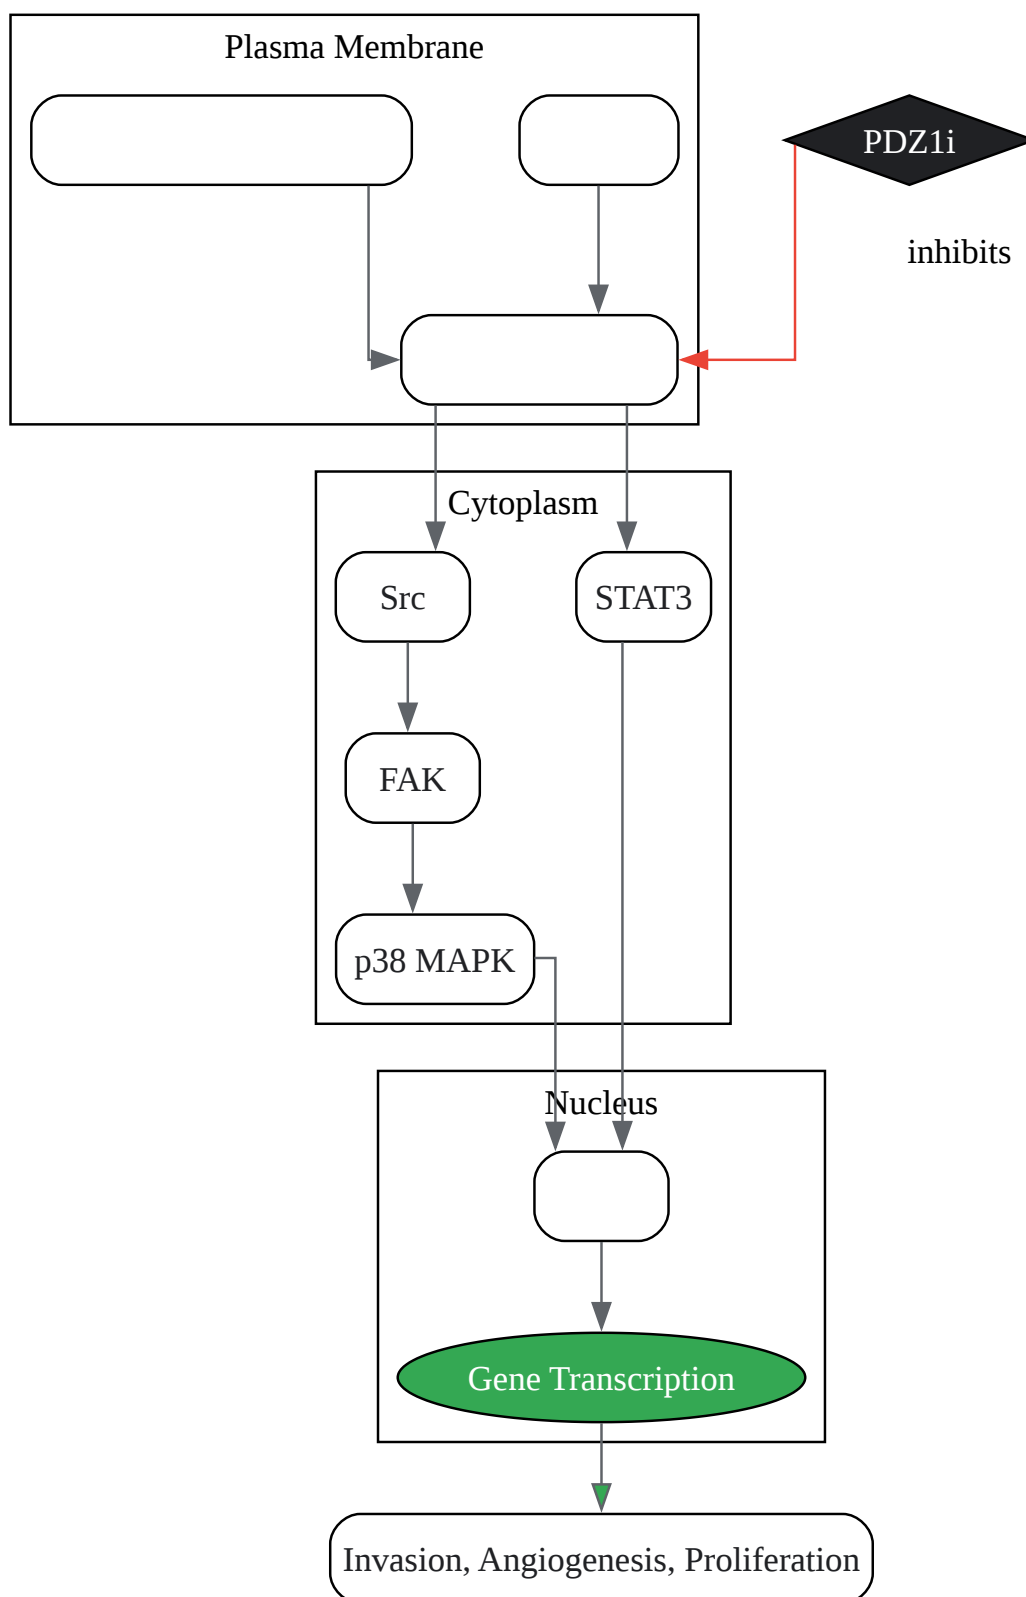 Plasma Membrane
PDZ1i
inhibits
Cytoplasm
Src
STAT3
FAK
p38 MAPK
Nucleus
Gene Transcription
Invasion, Angiogenesis, Proliferation